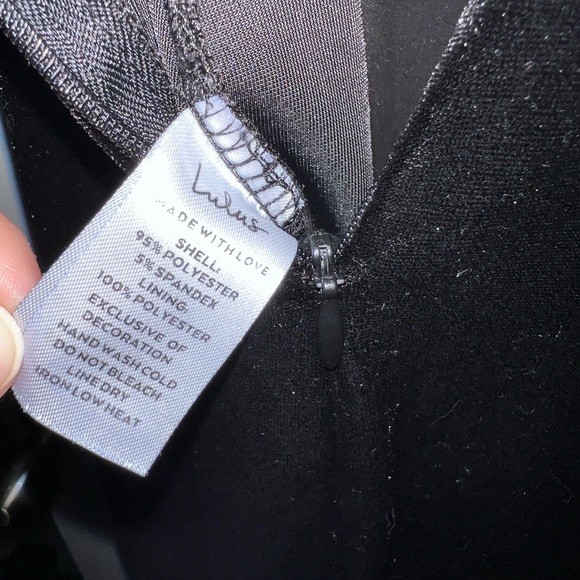 Lulus
MADE WITH LOVE
SHELL:
95% POLYESTER
5% SPANDEX
LINING:
100% POLYESTER
EXCLUSIVE OF
DECORATION
HAND WASH COLD
DO NOT BLEACH
LINE DRY
IRON LOW HEAT